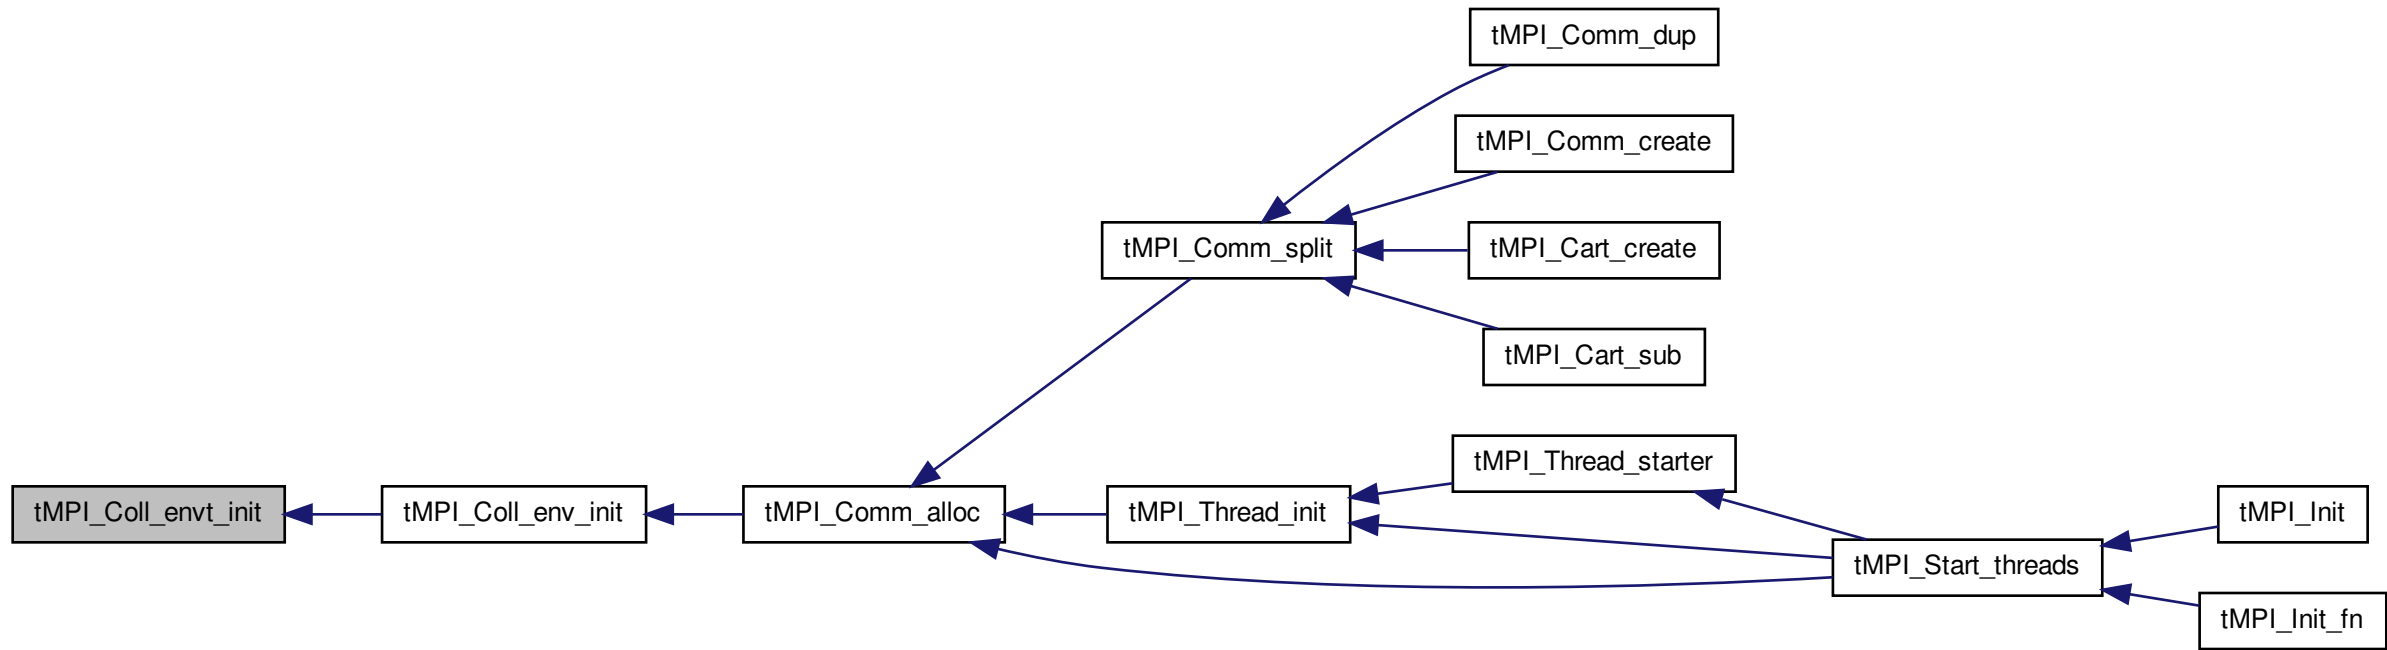 tMPI_Comm_dup
tMPI_Comm_create
tMPI_Comm_split
tMPI_Cart_create
tMPI_Cart_sub
tMPI_Thread_starter
tMPI_Coll_envt_init
tMPI_Coll_env_init
tMPI_Comm_alloc
tMPI_Thread_init
tMPI_Init
tMPI_Start_threads
tMPI_Init_fn